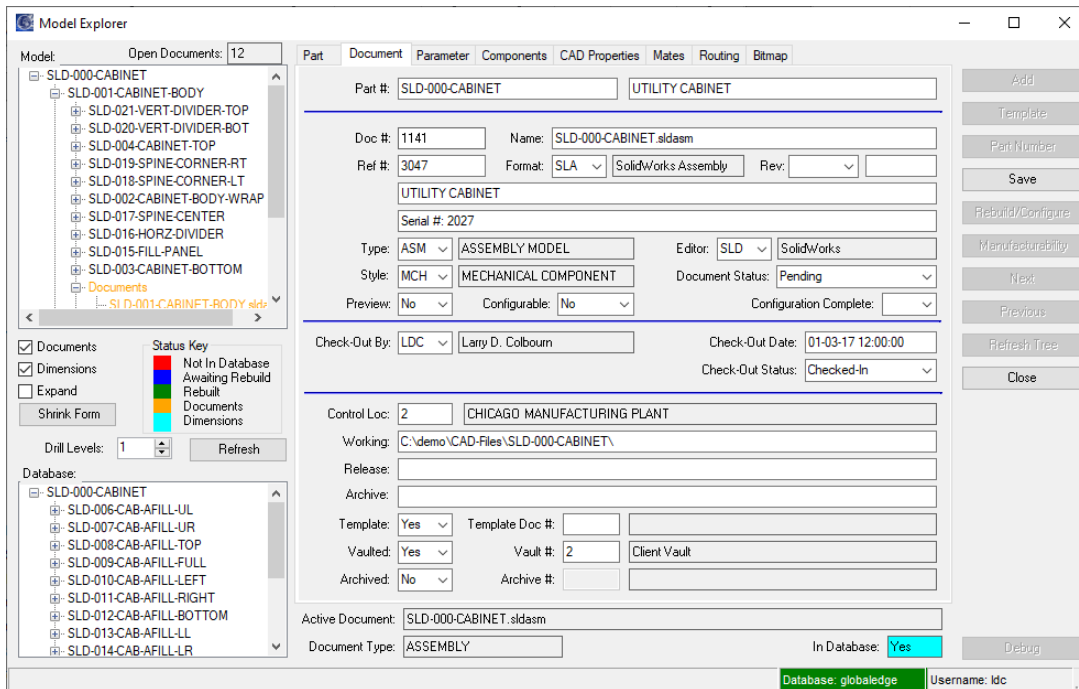 Model Explorer
Model: Open Documents: 12
SLD-000-CABINET
SLD-001-CABINET-BODY
SLD-021-VERT-DIVIDER-TOP
SLD-020-VERT-DIVIDER-BOT
SLD-004-CABINET-TOP
SLD-019-SPINE-CORNER-RT
SLD-018-SPINE-CORNER-LT
SLD-002-CABINET-BODY-WRAP
SLD-017-SPINE-CENTER
SLD-016-HORZ-DIVIDER
SLD-015-FILL-PANEL
SLD-003-CABINET-BOTTOM
Documents
SLD-001-CABINET-BODY.slda
Documents
Dimensions
Expand
Shrink Form
Status Key
Not In Database
Awaiting Rebuild
Rebuilt
Documents
Dimensions
Drill Levels: 1 Refresh
Database:
SLD-000-CABINET
SLD-006-CAB-AFILL-UL
SLD-007-CAB-AFILL-UR
SLD-008-CAB-AFILL-TOP
SLD-009-CAB-AFILL-FULL
SLD-010-CAB-AFILL-LEFT
SLD-011-CAB-AFILL-RIGHT
SLD-012-CAB-AFILL-BOTTOM
SLD-013-CAB-AFILL-LL
SLD-014-CAB-AFILL-LR
Part Document Parameter Components CAD Properties Mates Routing Bitmap
Part #: SLD-000-CABINET UTILITY CABINET
Doc #: 1141 Name: SLD-000-CABINET.sldasm
Ref #: 3047 Format: SLA SolidWorks Assembly Rev:
UTILITY CABINET
Serial #: 2027
Type: ASM ASSEMBLY MODEL Editor: SLD SolidWorks
Style: MCH MECHANICAL COMPONENT Document Status: Pending
Preview: No Configurable: No Configuration Complete:
Check-Out By: LDC Larry D. Colbourn Check-Out Date: 01-03-17 12:00:00
Check-Out Status: Checked-In
Control Loc: 2 CHICAGO MANUFACTURING PLANT
Working: C:\demo\CAD-Files\SLD-000-CABINET\
Release:
Archive:
Template: Yes Template Doc #:
Vaulted: Yes Vault #: 2 Client Vault
Archived: No Archive #:
Active Document: SLD-000-CABINET.sldasm
Document Type: ASSEMBLY In Database: Yes
Add
Template
Part Number
Save
Rebuild/Configure
Manufacturability
Next
Previous
Refresh Tree
Close
Debug
Database: globaledge Username: ldc